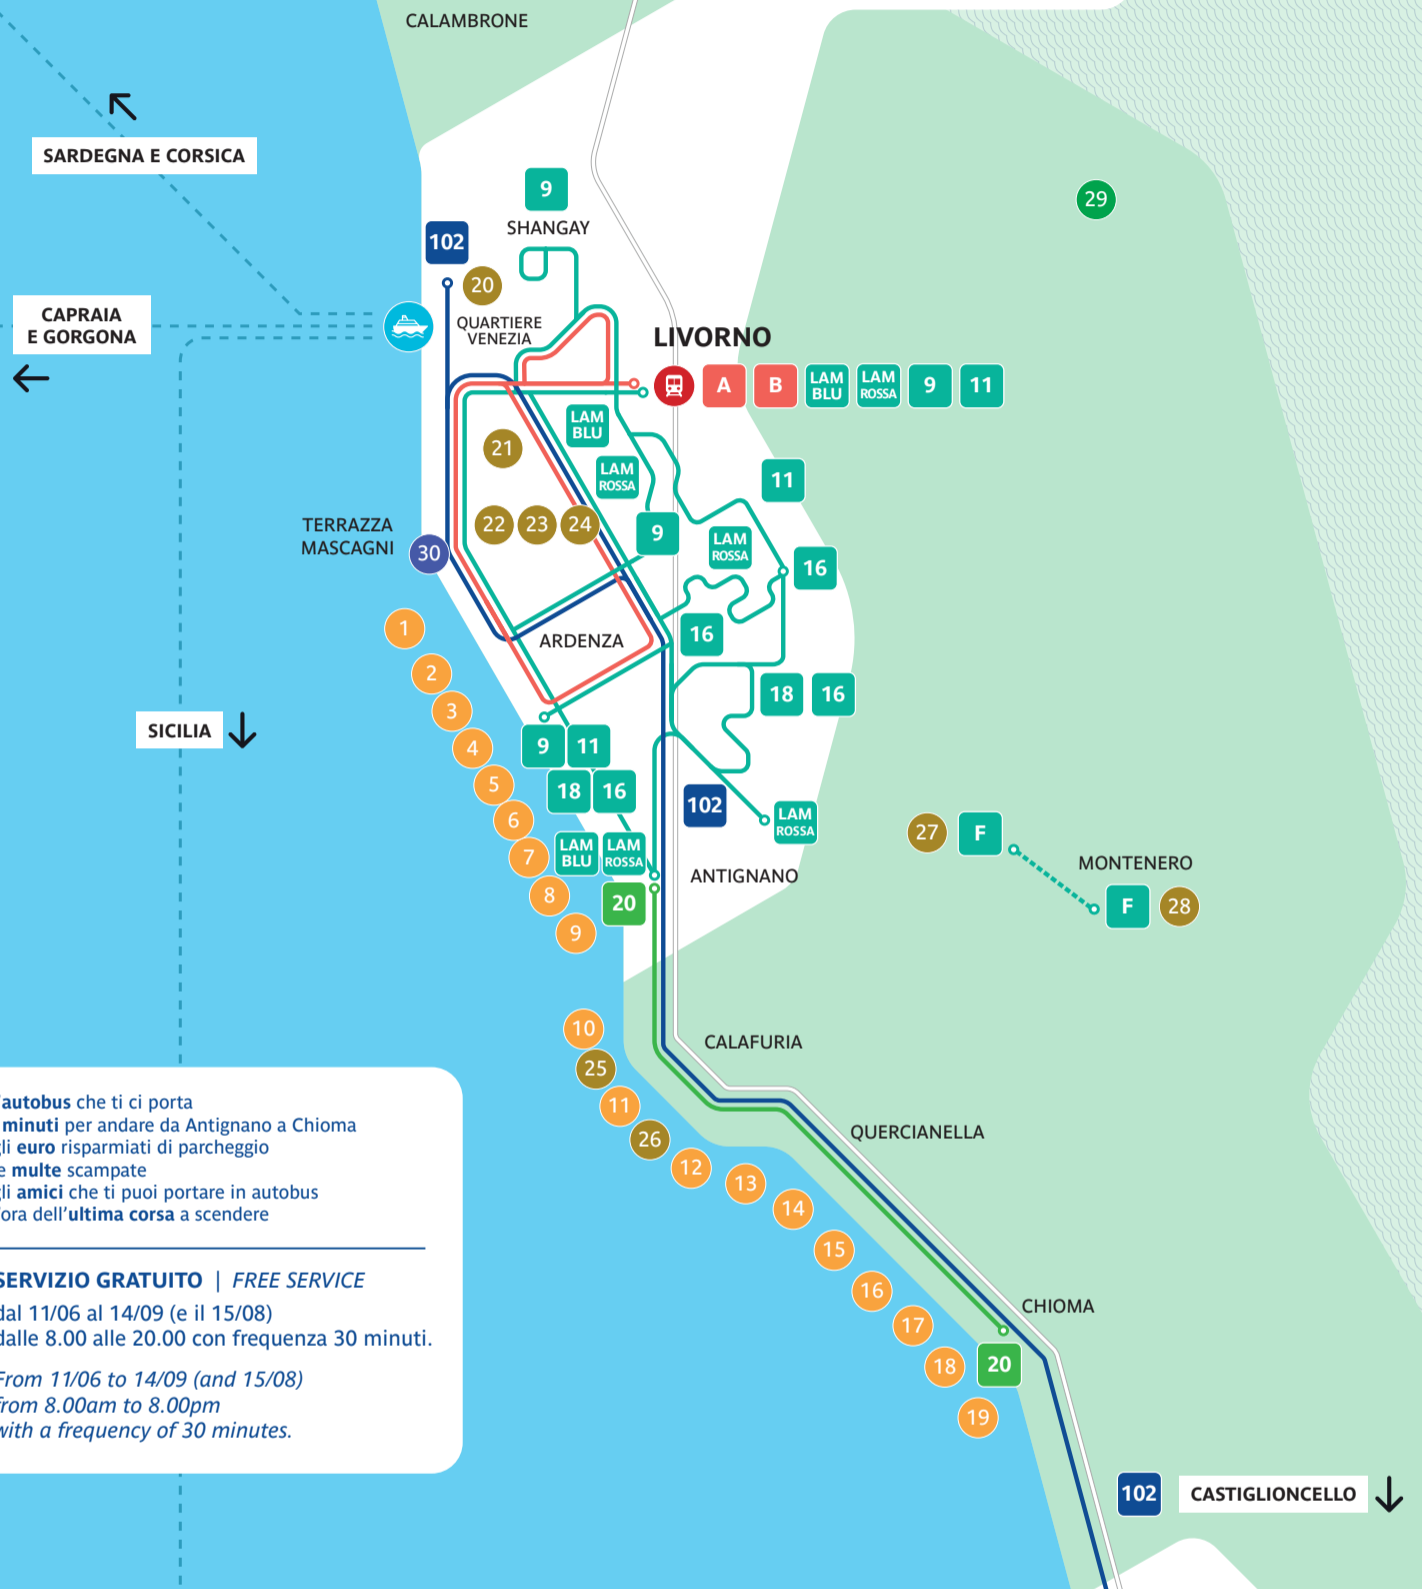 CALAMBRONE
SARDEGNA E CORSICA
29
9
SHANGAY
102
20
CAPRAIA
E GORGONA
QUARTIERE
VENEZIA
LIVORNO
A
B
LAM
BLU
LAM
ROSSA
9
11
LAM
BLU
21
LAM
ROSSA
11
22
23
24
TERRAZZA
MASCAGNI
30
9
LAM
ROSSA
16
1
ARDENZA
16
2
3
18
16
SICILIA
4
9
11
5
18
16
102
6
LAM
ROSSA
7
LAM
BLU
LAM
ROSSA
27
F
MONTENERO
ANTIGNANO
8
20
F
28
9
10
CALAFURIA
25
11
26
QUERCIANELLA
12
13
14
15
16
17
CHIOMA
18
20
19
autobus che ti ci porta
minuti per andare da Antignano a Chioma
gli euro risparmiati di parcheggio
e multe scampate
gli amici che ti puoi portare in autobus
'ora dell'ultima corsa a scendere
SERVIZIO GRATUITO | FREE SERVICE
dal 11/06 al 14/09 (e il 15/08)
dalle 8.00 alle 20.00 con frequenza 30 minuti.
From 11/06 to 14/09 (and 15/08)
from 8.00am to 8.00pm
with a frequency of 30 minutes.
102
CASTIGLIONCELLO